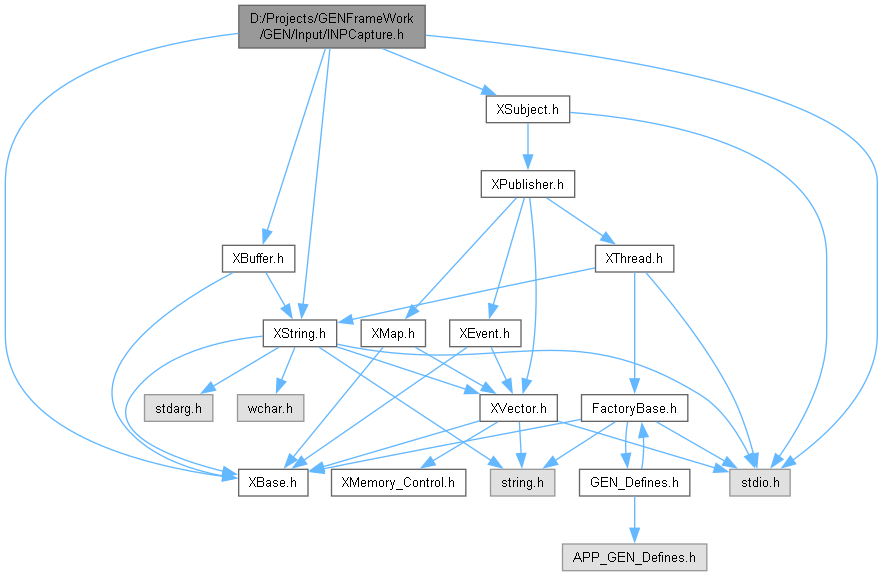 D:/Projects/GENFrameWork
/GEN/Input/INPCapture.h
XSubject.h
XPublisher.h
XBuffer.h
XThread.h
XString.h
XMap.h
XEvent.h
stdarg.h
wchar.h
XVector.h
FactoryBase.h
XBase.h
XMemory_Control.h
string.h
GEN_Defines.h
stdio.h
APP_GEN_Defines.h